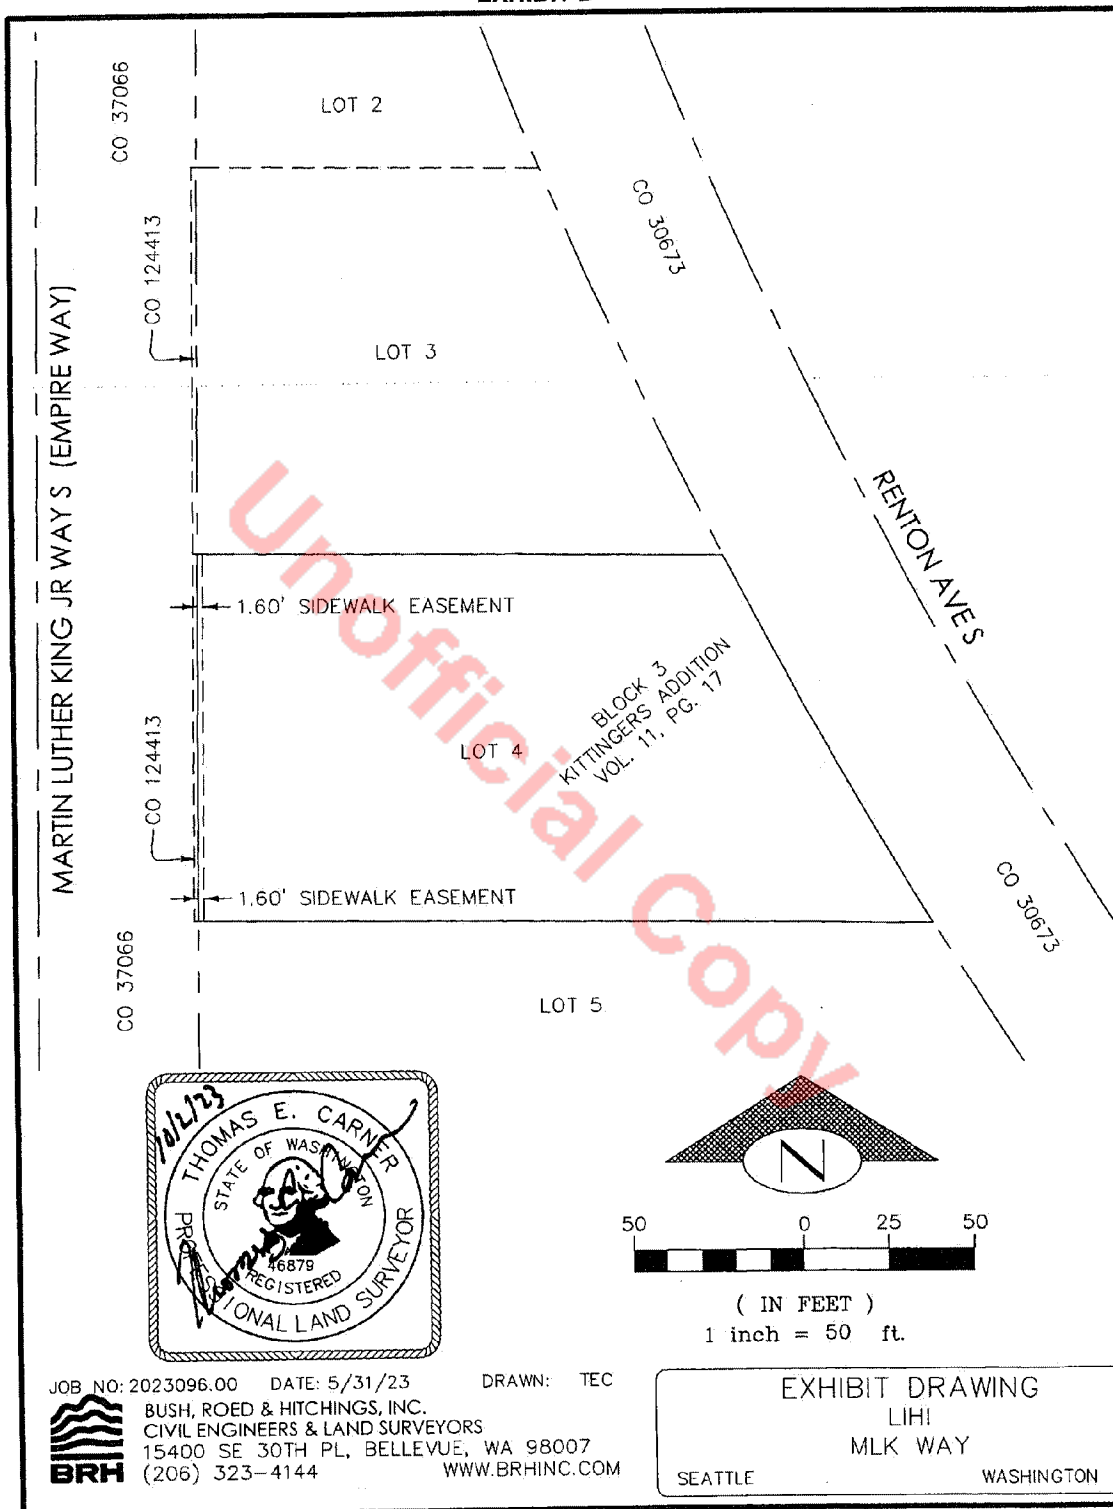 CO 37066
LOT 2
CO 124413
CO 30673
LOT 3
MARTIN LUTHER KING JR WAY S (EMPIRE WAY)
RENTON AVE S
1.60' SIDEWALK EASEMENT
BLOCK 3
KITTINGERS ADDITION
VOL. 11, PG. 17
LOT 4
CO 124413
1.60' SIDEWALK EASEMENT
CO 30673
CO 37066
LOT 5
Unofficial Copy
10/2/23
THOMAS E. CARNER
STATE OF WASHINGTON
46879
REGISTERED
PROFESSIONAL LAND SURVEYOR
N
50 0 25 50
( IN FEET )
1 inch = 50 ft.
JOB NO: 2023096.00 DATE: 5/31/23 DRAWN: TEC
BRH
BUSH, ROED & HITCHINGS, INC.
CIVIL ENGINEERS & LAND SURVEYORS
15400 SE 30TH PL, BELLEVUE, WA 98007
(206) 323-4144 WWW.BRHINC.COM
EXHIBIT DRAWING
LIHI
MLK WAY
SEATTLE WASHINGTON